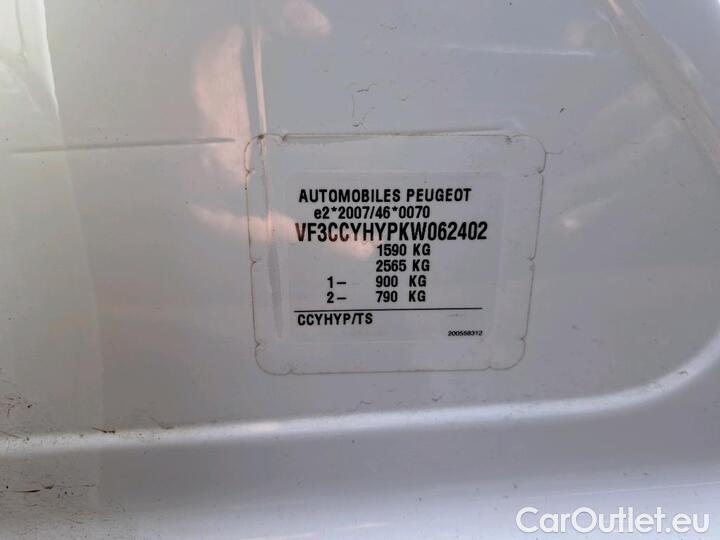 AUTOMOBILES PEUGEOT
e2*2007/46*0070
VF3CCYHYPKW062402
1590 KG
2565 KG
1– 900 KG
2– 790 KG
CCYHYP/TS
200558312
CarOutlet.eu